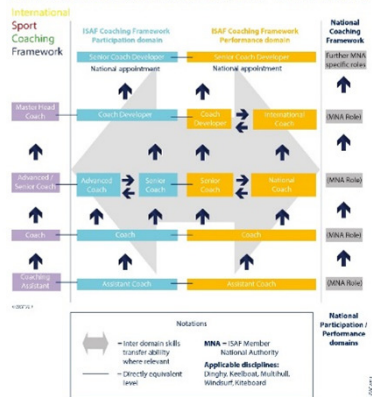 International
Sport
Coaching
Framework
ISAF Coaching Framework
Participation domain
ISAF Coaching Framework
Performance domain
National
Coaching
Framework
Senior Coach Developer
Senior Coach Developer
Further MNA
specific roles
National appointment
National appointment
Master Head
Coach
Coach Developer
Coach
Developer
International
Coach
(MNA Role)
Advanced /
Senior Coach
Advanced
Coach
Senior
Coach
Senior
Coach
National
Coach
(MNA Role)
Coach
Coach
Coach
(MNA Role)
Coaching
Assistant
Assistant Coach
Assistant Coach
(MNA Role)
National
Participation /
Performance
domains
Notations
Inter domain skills
transfer ability
where relevant
Directly equivalent
level
MNA = ISAF Member
National Authority
Applicable disciplines:
Dinghy, Keelboat, Multihull,
Windsurf, Kiteboard